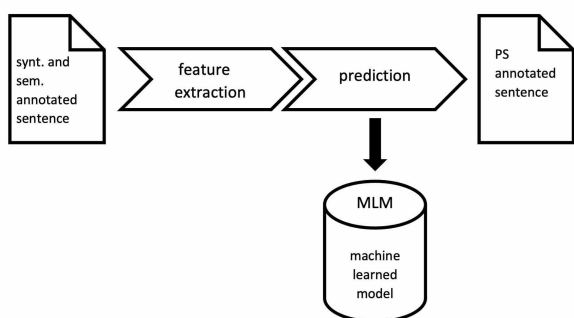 synt. and
sem.
annotated
sentence
feature
extraction
prediction
PS
annotated
sentence
MLM
machine
learned
model